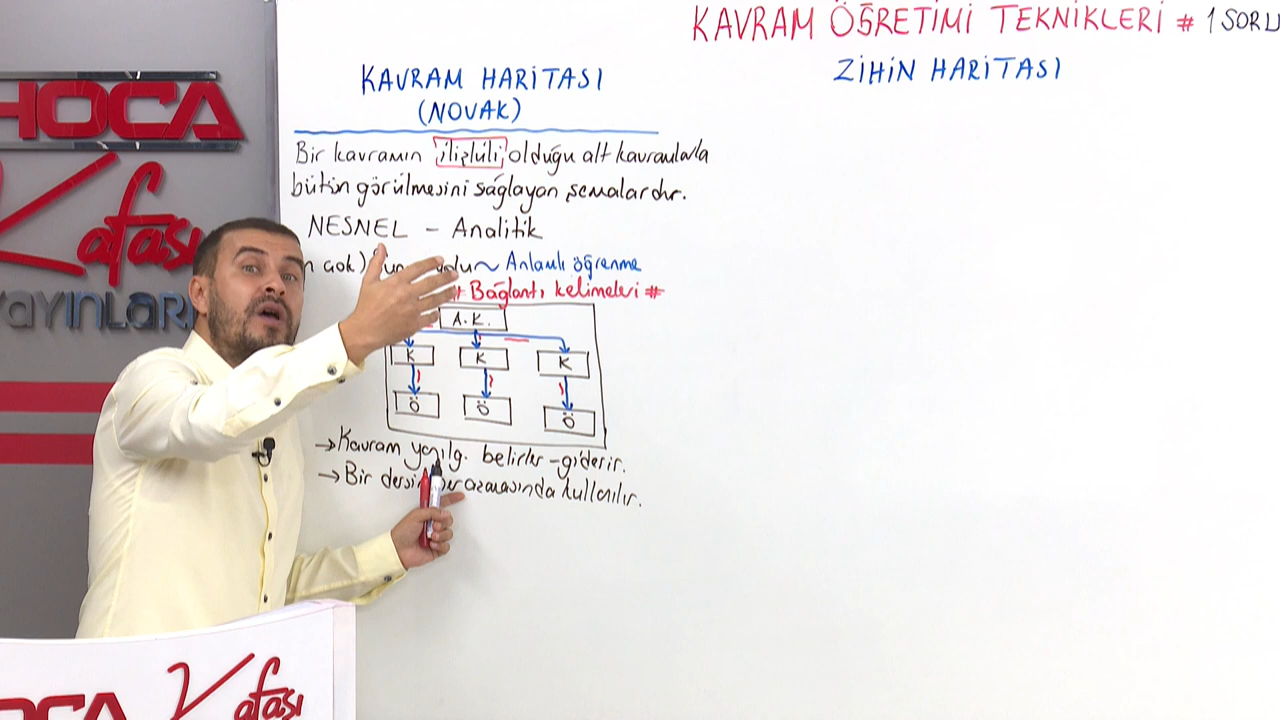 KAVRAM ÖĞRETİMİ TEKNİKLERİ # 1 SORU
KAVRAM HARİTASI
(NOVAK)
ZİHİN HARİTASI
Bir kavramın ilişkili olduğu alt kavramlarla
bütün görülmesini sağlayan şemalardır.
NESNEL - Analitik
Anlamlı öğrenme
# Bağlantı kelimeleri #
A.K.
K K K
Ö Ö Ö
→ Kavram yanılg. belirler - giderir.
→ Bir dersin her aşamasında kullanılır.
HOCA
Kafası
YAYINLARI
HOCA Kafası